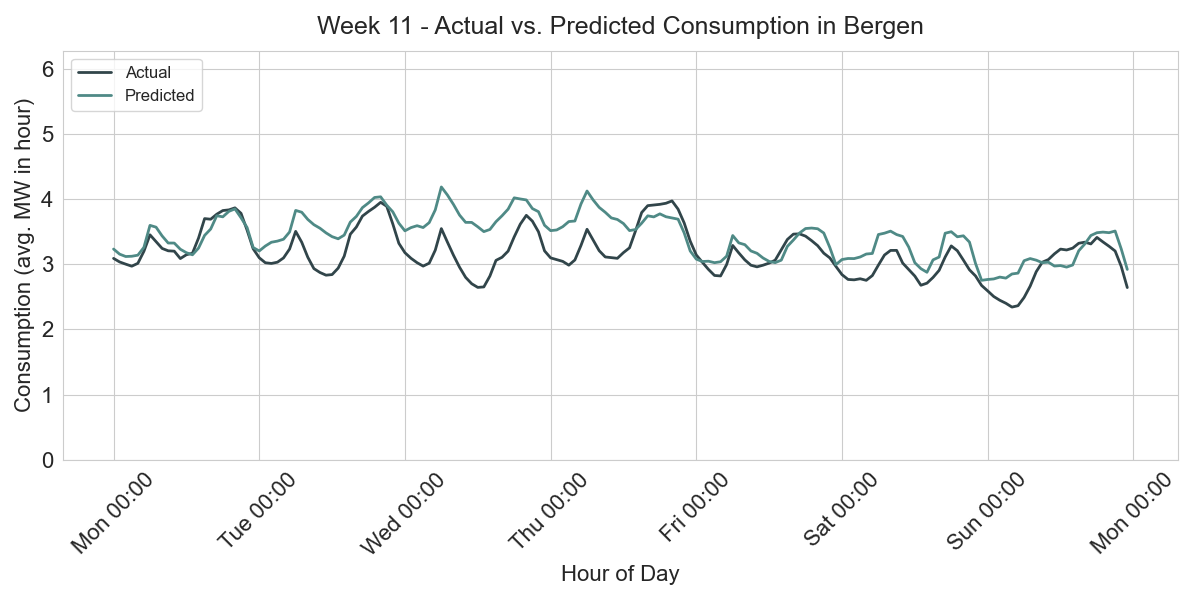 Week 11 - Actual vs. Predicted Consumption in Bergen
Actual
Predicted
Consumption (avg. MW in hour)
6
5
4
3
2
1
0
Mon 00:00
Tue 00:00
Wed 00:00
Thu 00:00
Fri 00:00
Sat 00:00
Sun 00:00
Mon 00:00
Hour of Day